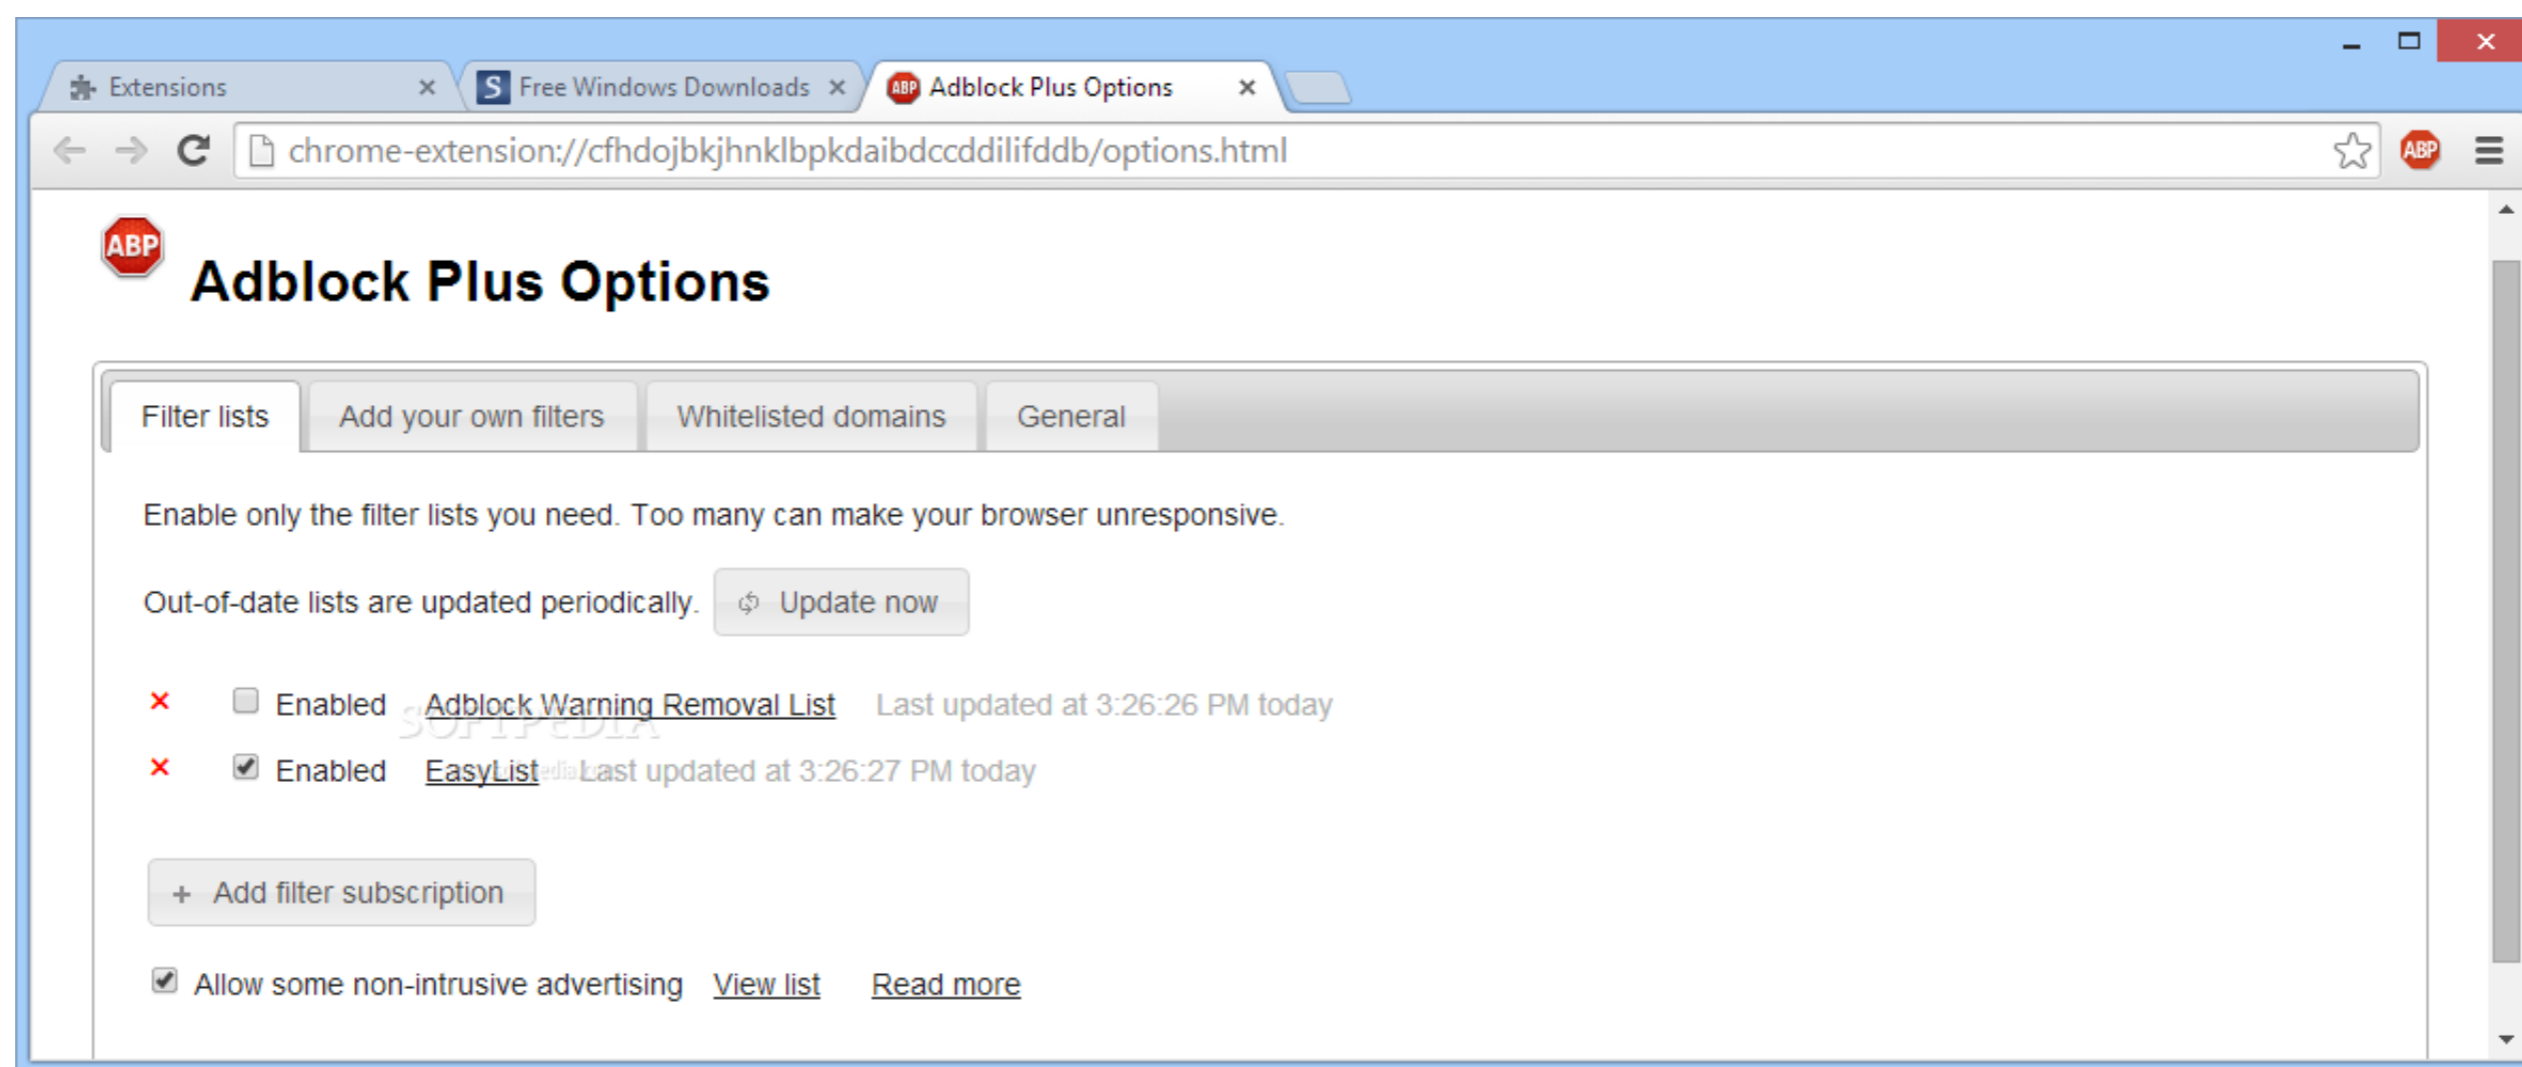 Extensions × S Free Windows Downloads × ABP Adblock Plus Options ×
chrome-extension://cfhdojbkjhnklbpkdaibdccddilifddb/options.html ABP
ABP Adblock Plus Options
Filter lists Add your own filters Whitelisted domains General
Enable only the filter lists you need. Too many can make your browser unresponsive.
Out-of-date lists are updated periodically. Update now
Enabled Adblock Warning Removal List Last updated at 3:26:26 PM today
SOFTPEDIA
Enabled EasyList Last updated at 3:26:27 PM today
+ Add filter subscription
Allow some non-intrusive advertising View list Read more